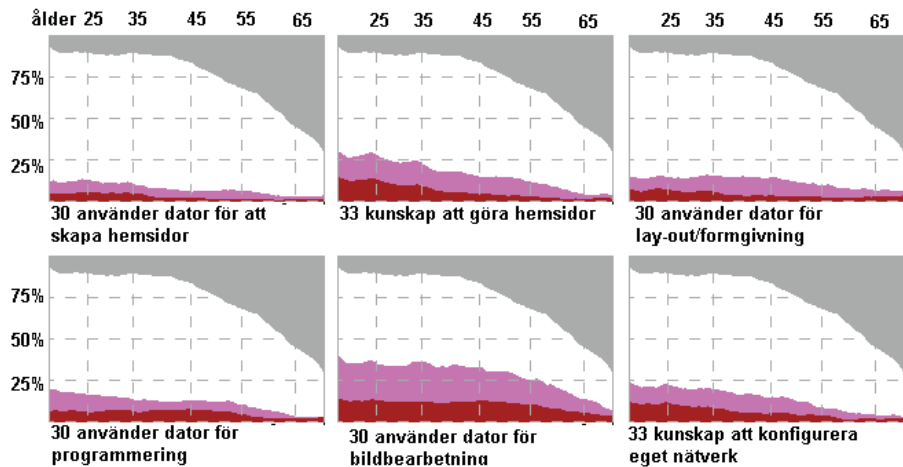 ålder 25 35 45 55 65 25 35 45 55 65 25 35 45 55 65
75%
50%
25%
30 använder dator för att
skapa hemsidor
33 kunskap att göra hemsidor
30 använder dator för
lay-out/formgivning
75%
50%
25%
30 använder dator för
programmering
30 använder dator för
bildbearbetning
33 kunskap att konfigurera
eget nätverk